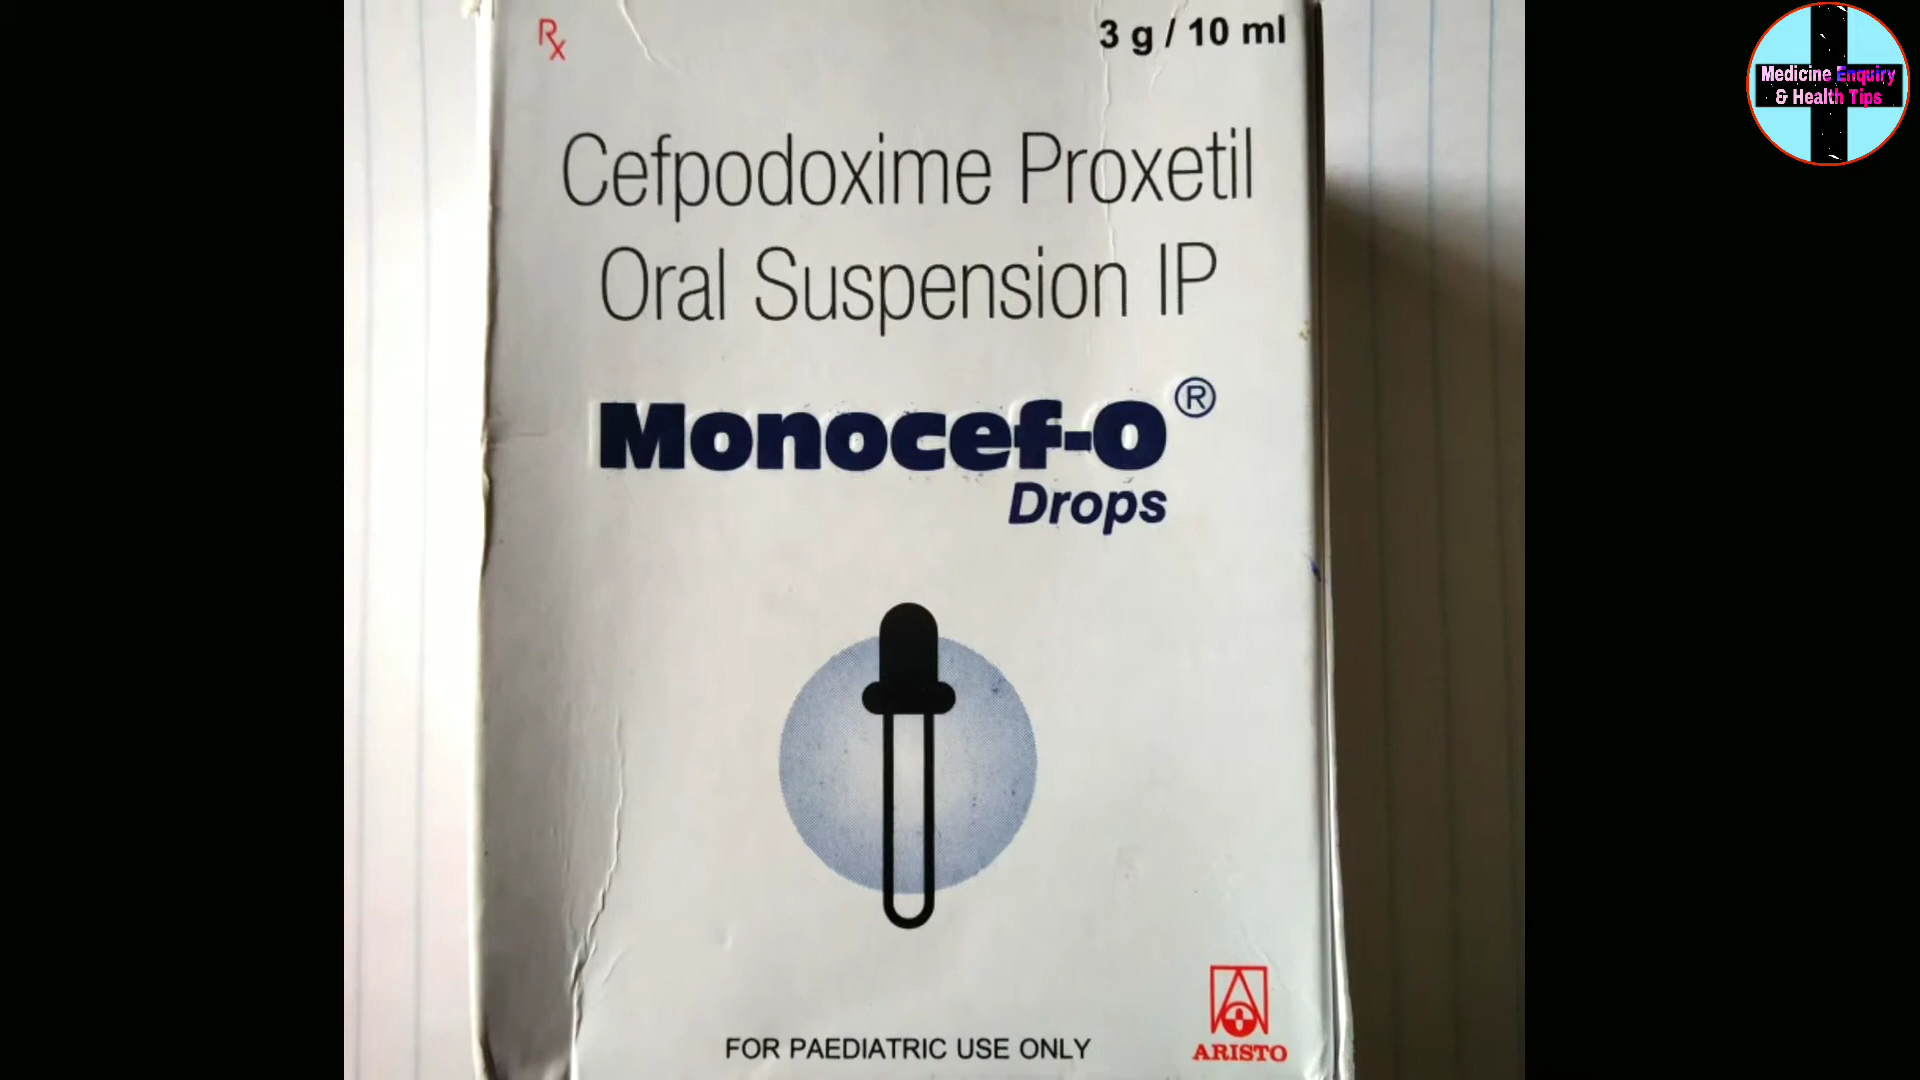 Rx
3 g / 10 ml
Cefpodoxime Proxetil
Oral Suspension IP
Monocef-O®
Drops
FOR PAEDIATRIC USE ONLY
ARISTO
Medicine Enquiry
& Health Tips